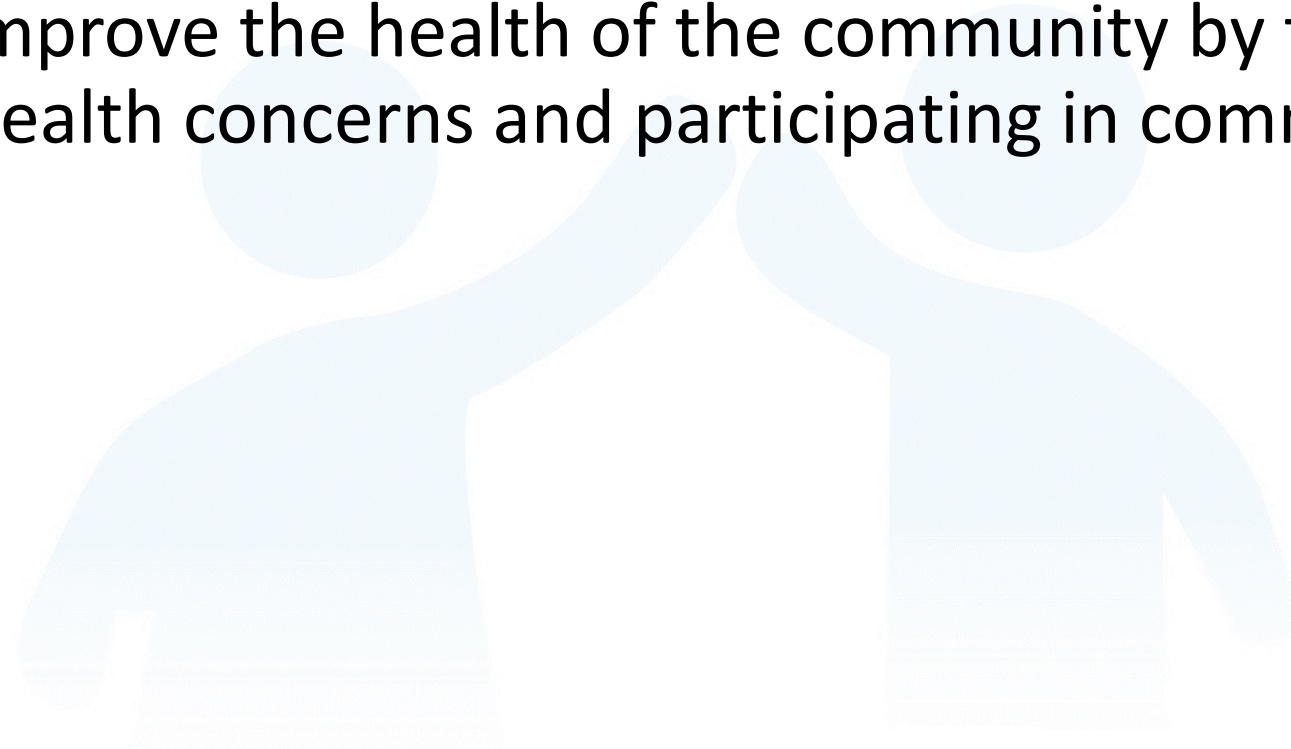 mprove the health of the community by
ealth concerns and participating in com